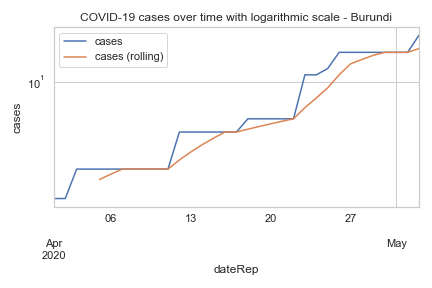 COVID-19 cases over time with logarithmic scale - Burundi
cases
cases (rolling)
10¹
cases
06 13 20 27
Apr May
2020
dateRep